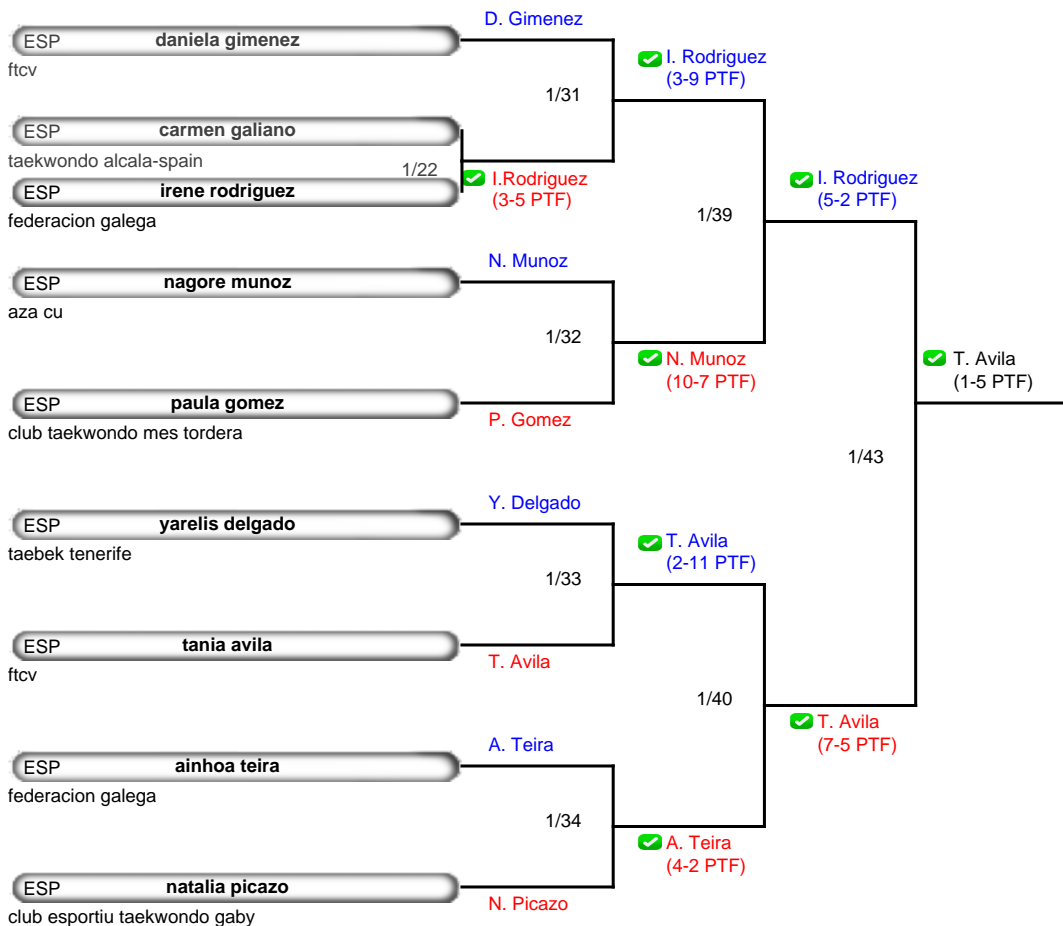 D. Gimenez
ESP daniela gimenez
ftcv
I. Rodriguez
(3-9 PTF)
1/31
ESP carmen galiano
taekwondo alcala-spain
1/22
I.Rodriguez
(3-5 PTF)
ESP irene rodriguez
federacion galega
I. Rodriguez
(5-2 PTF)
1/39
N. Munoz
ESP nagore munoz
aza cu
1/32
N. Munoz
(10-7 PTF)
ESP paula gomez
club taekwondo mes tordera
P. Gomez
T. Avila
(1-5 PTF)
1/43
Y. Delgado
ESP yarelis delgado
taebek tenerife
T. Avila
(2-11 PTF)
1/33
ESP tania avila
ftcv
T. Avila
1/40
T. Avila
(7-5 PTF)
A. Teira
ESP ainhoa teira
federacion galega
1/34
A. Teira
(4-2 PTF)
ESP natalia picazo
club esportiu taekwondo gaby
N. Picazo